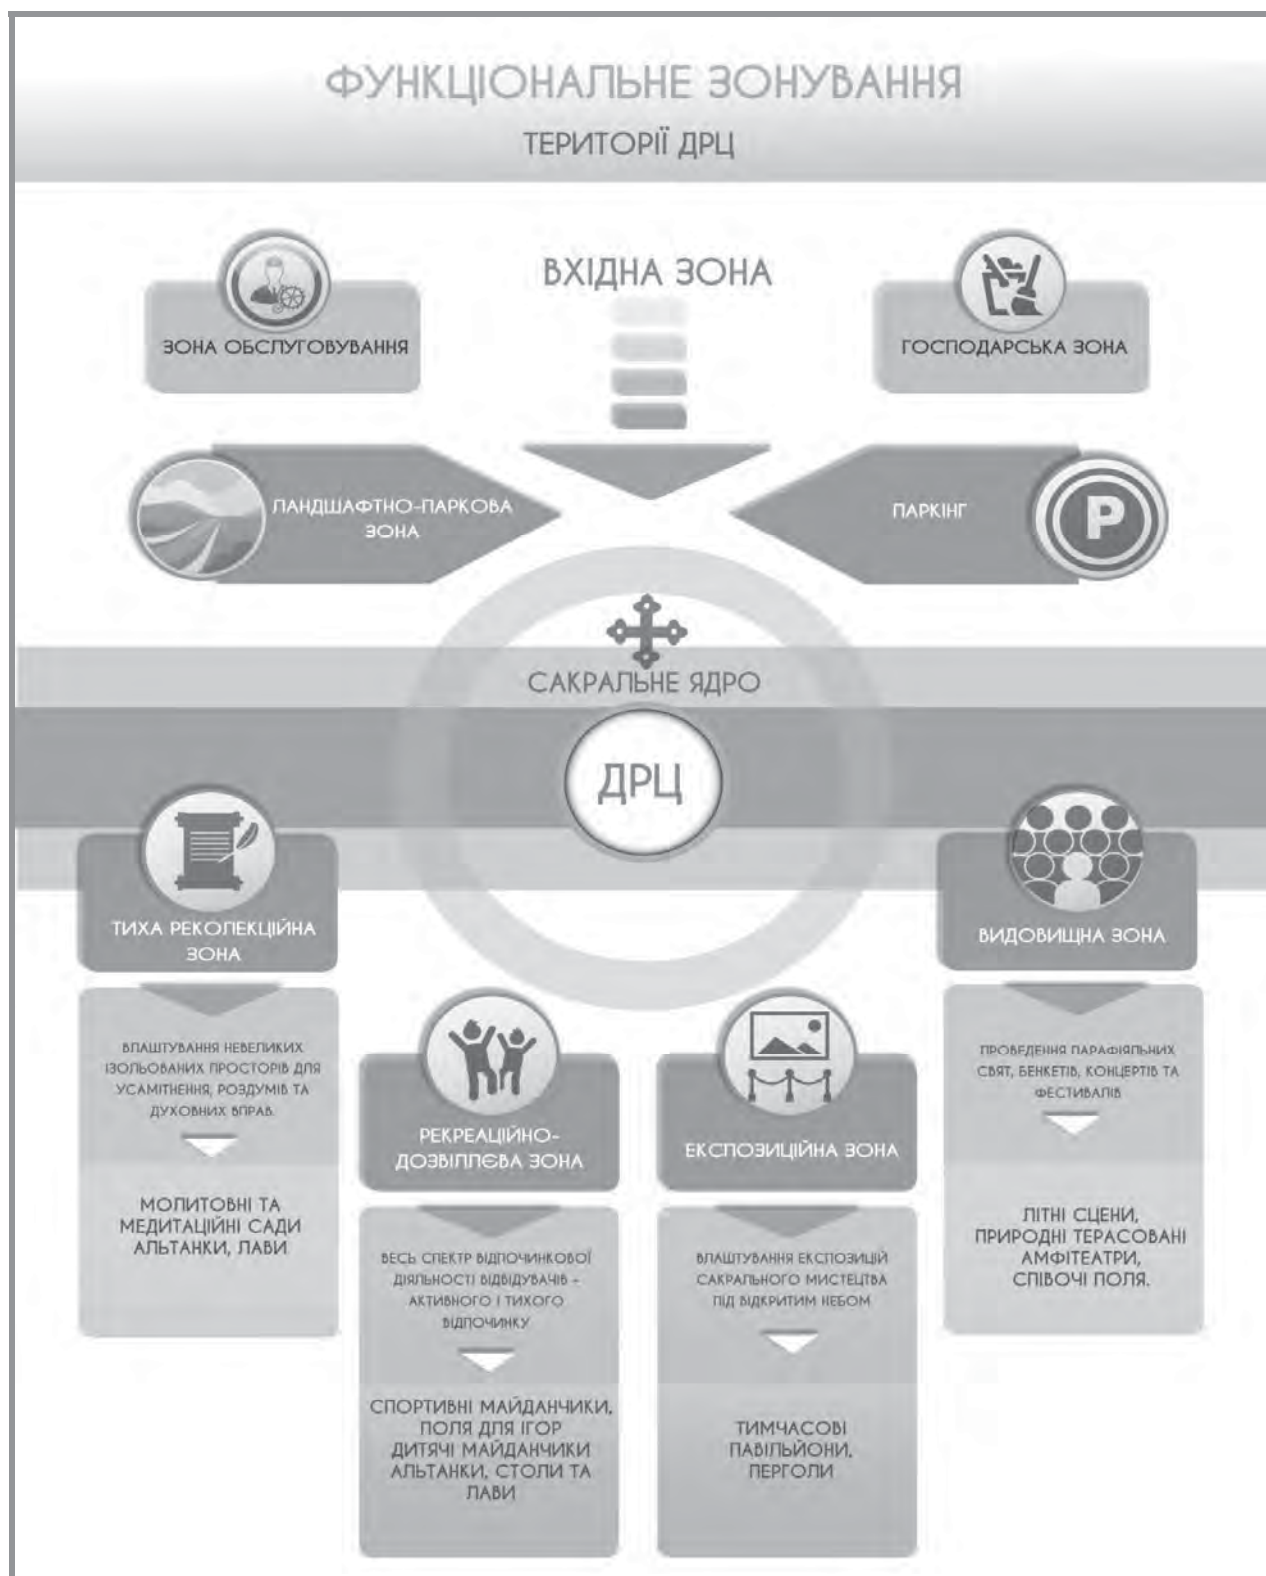 ФУНКЦІОНАЛЬНЕ ЗОНУВАННЯ
ТЕРИТОРІЇ ДРЦ
ВХІДНА ЗОНА
ЗОНА ОБСЛУГОВУВАННЯ
ГОСПОДАРСЬКА ЗОНА
ЛАНДШАФТНО-ПАРКОВА
ЗОНА
ПАРКІНГ
P
САКРАЛЬНЕ ЯДРО
ДРЦ
ТИХА РЕКОЛЕКЦІЙНА
ЗОНА
ВЛАШТУВАННЯ НЕВЕЛИКИХ
ІЗОЛЬОВАНИХ ПРОСТОРІВ ДЛЯ
УСАМІТНЕННЯ, РОЗДУМІВ ТА
ДУХОВНИХ ВПРАВ
МОЛИТОВНІ ТА
МЕДИТАЦІЙНІ САДИ
АЛЬТАНКИ, ЛАВИ
РЕКРЕАЦІЙНО-
ДОЗВІЛЛЄВА ЗОНА
ВЕСЬ СПЕКТР ВІДПОЧИНКОВОЇ
ДІЯЛЬНОСТІ ВІДВІДУВАЧІВ -
АКТИВНОГО І ТИХОГО
ВІДПОЧИНКУ
СПОРТИВНІ МАЙДАНЧИКИ,
ПОЛЯ ДЛЯ ІГОР
ДИТЯЧІ МАЙДАНЧИКИ
АЛЬТАНКИ, СТОЛИ ТА
ЛАВИ
ЕКСПОЗИЦІЙНА ЗОНА
ВЛАШТУВАННЯ ЕКСПОЗИЦІЙ
САКРАЛЬНОГО МИСТЕЦТВА
ПІД ВІДКРИТИМ НЕБОМ
ТИМЧАСОВІ
ПАВІЛЬЙОНИ,
ПЕРГОЛИ
ВИДОВИЩНА ЗОНА
ПРОВЕДЕННЯ ПАРАФІЯЛЬНИХ
СВЯТ, БЕНКЕТІВ, КОНЦЕРТІВ ТА
ФЕСТИВАЛІВ
ЛІТНІ СЦЕНИ,
ПРИРОДНІ ТЕРАСОВАНІ
АМФІТЕАТРИ,
СПІВОЧІ ПОЛЯ.